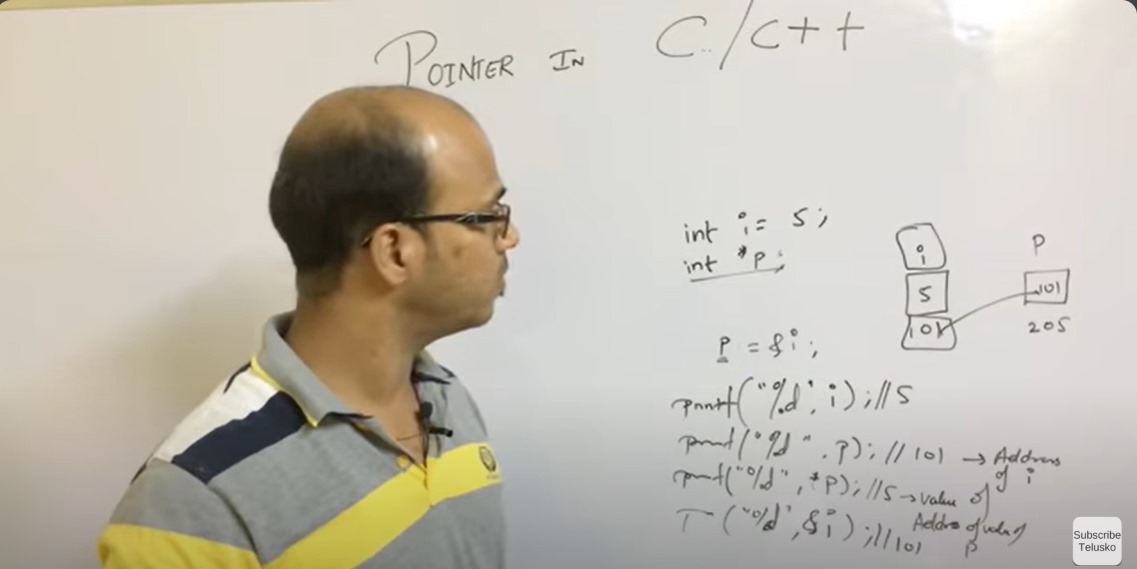 POINTER IN C/C++
int i = 5;
int *p;
i
5
101
P
101
205
P = &i;
printf("%d", i); //5
printf("%d", p); //101 → Address of i
printf("%d", *p); //5 → value of
("%d", &i); //101
Address of value of
P
Subscribe
Telusko